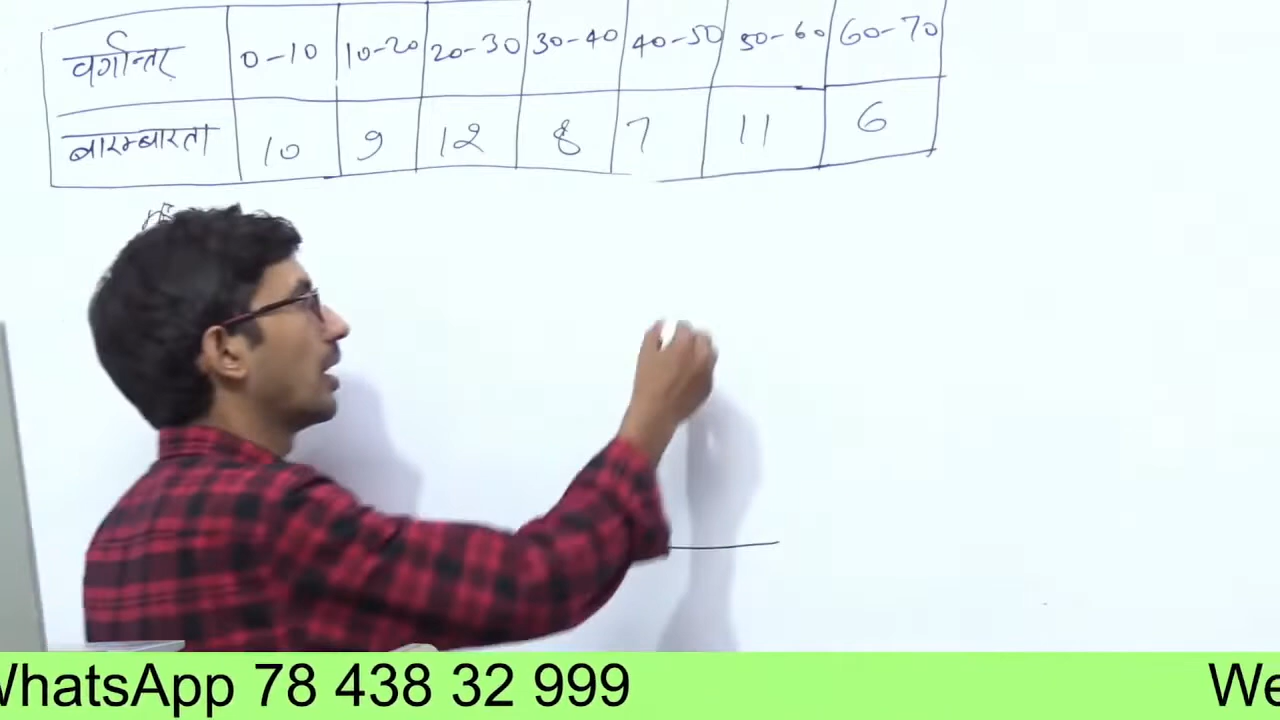 वर्गान्तर 0-10 10-20 20-30 30-40 40-50 50-60 60-70
बारम्बारता 10 9 12 8 7 11 6
WhatsApp 78 438 32 999 We